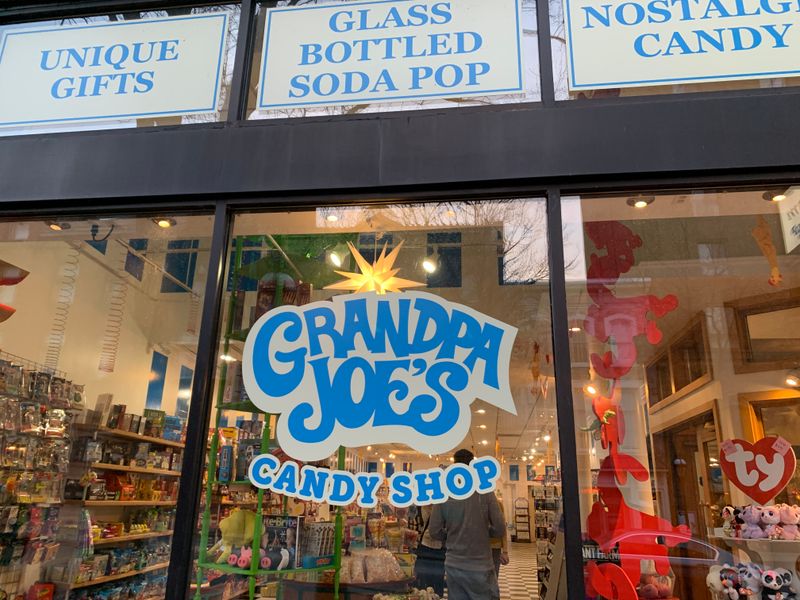 UNIQUE
GIFTS
GLASS
BOTTLED
SODA POP
NOSTALG
CANDY
GRANDPA
JOE'S
CANDY SHOP
ty